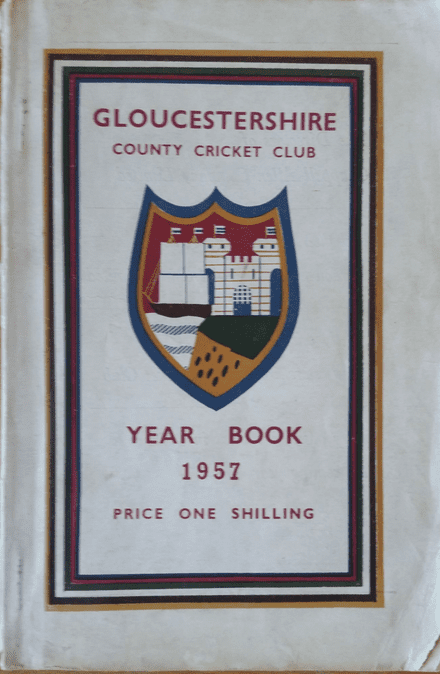 GLOUCESTERSHIRE
COUNTY CRICKET CLUB
YEAR BOOK
1957
PRICE ONE SHILLING